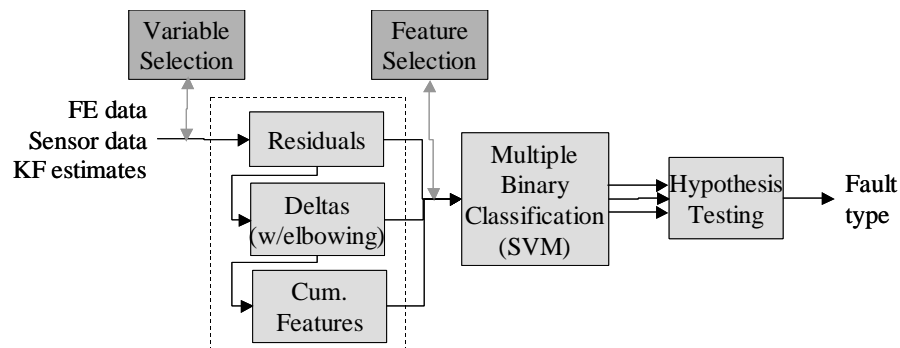 Variable
Selection
Feature
Selection
FE data
Sensor data
KF estimates
Residuals
Deltas
(w/elbowing)
Cum.
Features
Multiple
Binary
Classification
(SVM)
Hypothesis
Testing
Fault
type